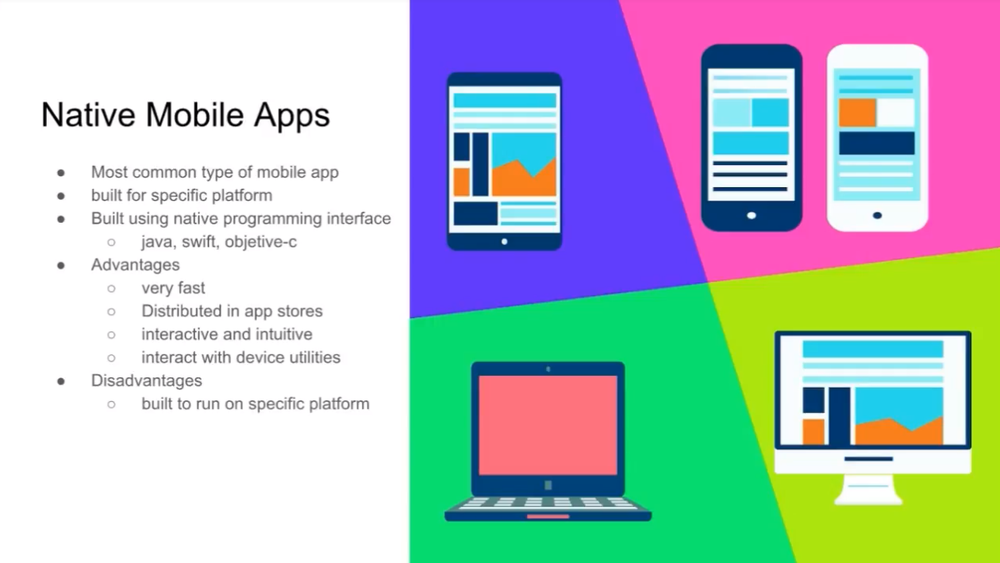 Native Mobile Apps
● Most common type of mobile app
● built for specific platform
● Built using native programming interface
○ java, swift, objetive-c
● Advantages
○ very fast
○ Distributed in app stores
○ interactive and intuitive
○ interact with device utilities
● Disadvantages
○ built to run on specific platform